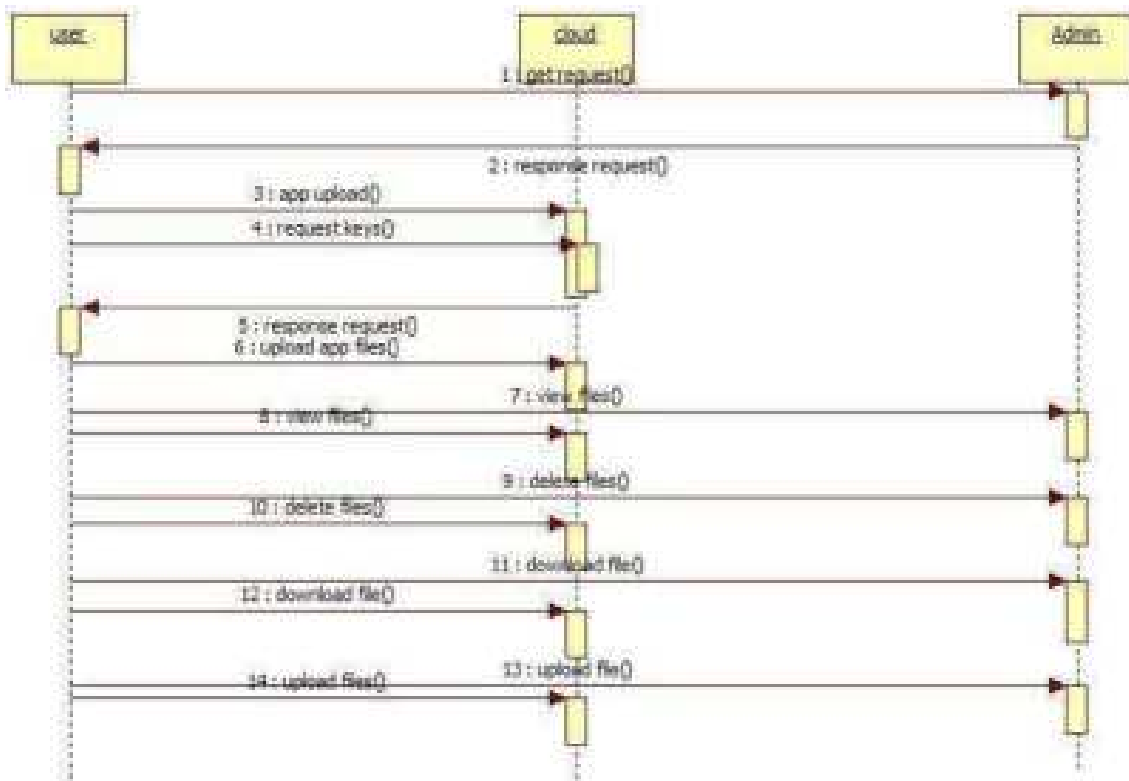 user
cloud
Admin
1 : get request()
2 : response request()
3 : app upload()
4 : request keys()
5 : response request()
6 : upload app files()
7 : view files()
8 : view files()
9 : delete files()
10 : delete files()
11 : download file()
12 : download file()
13 : upload file()
14 : upload files()